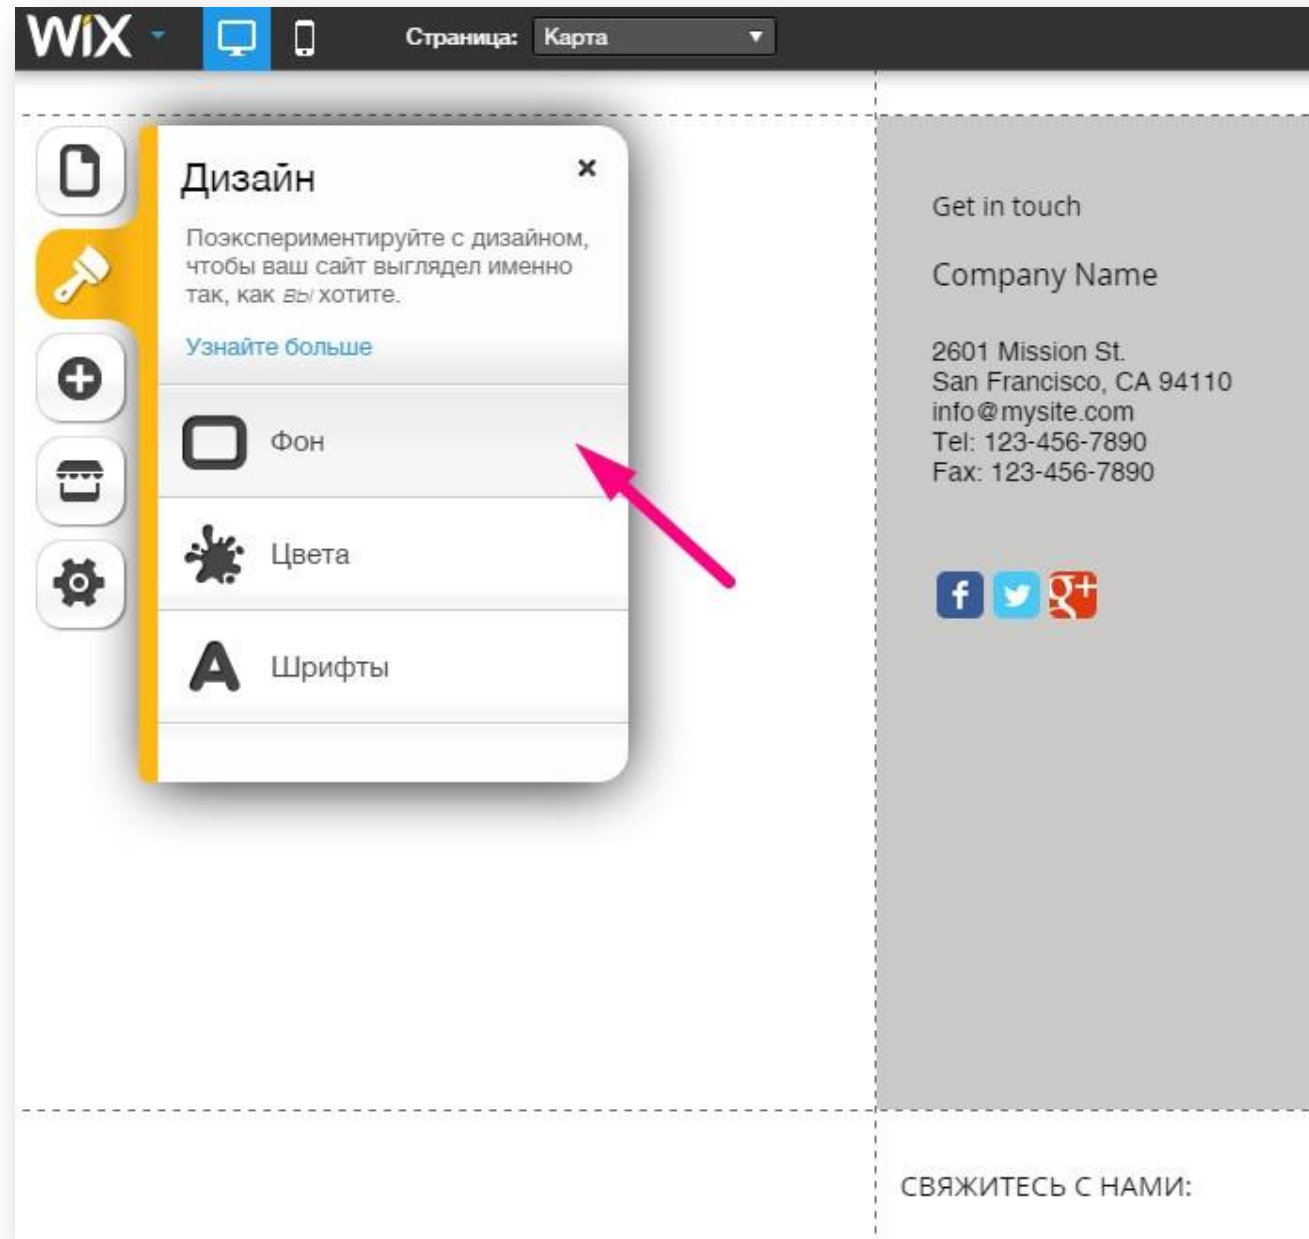 WiX
Страница: Карта
Дизайн
Поэкспериментируйте с дизайном,
чтобы ваш сайт выглядел именно
так, как вы хотите.
Узнайте больше
Фон
Цвета
A Шрифты
Get in touch
Company Name
2601 Mission St.
San Francisco, CA 94110
info@mysite.com
Tel: 123-456-7890
Fax: 123-456-7890
f g+
СВЯЖИТЕСЬ С НАМИ: